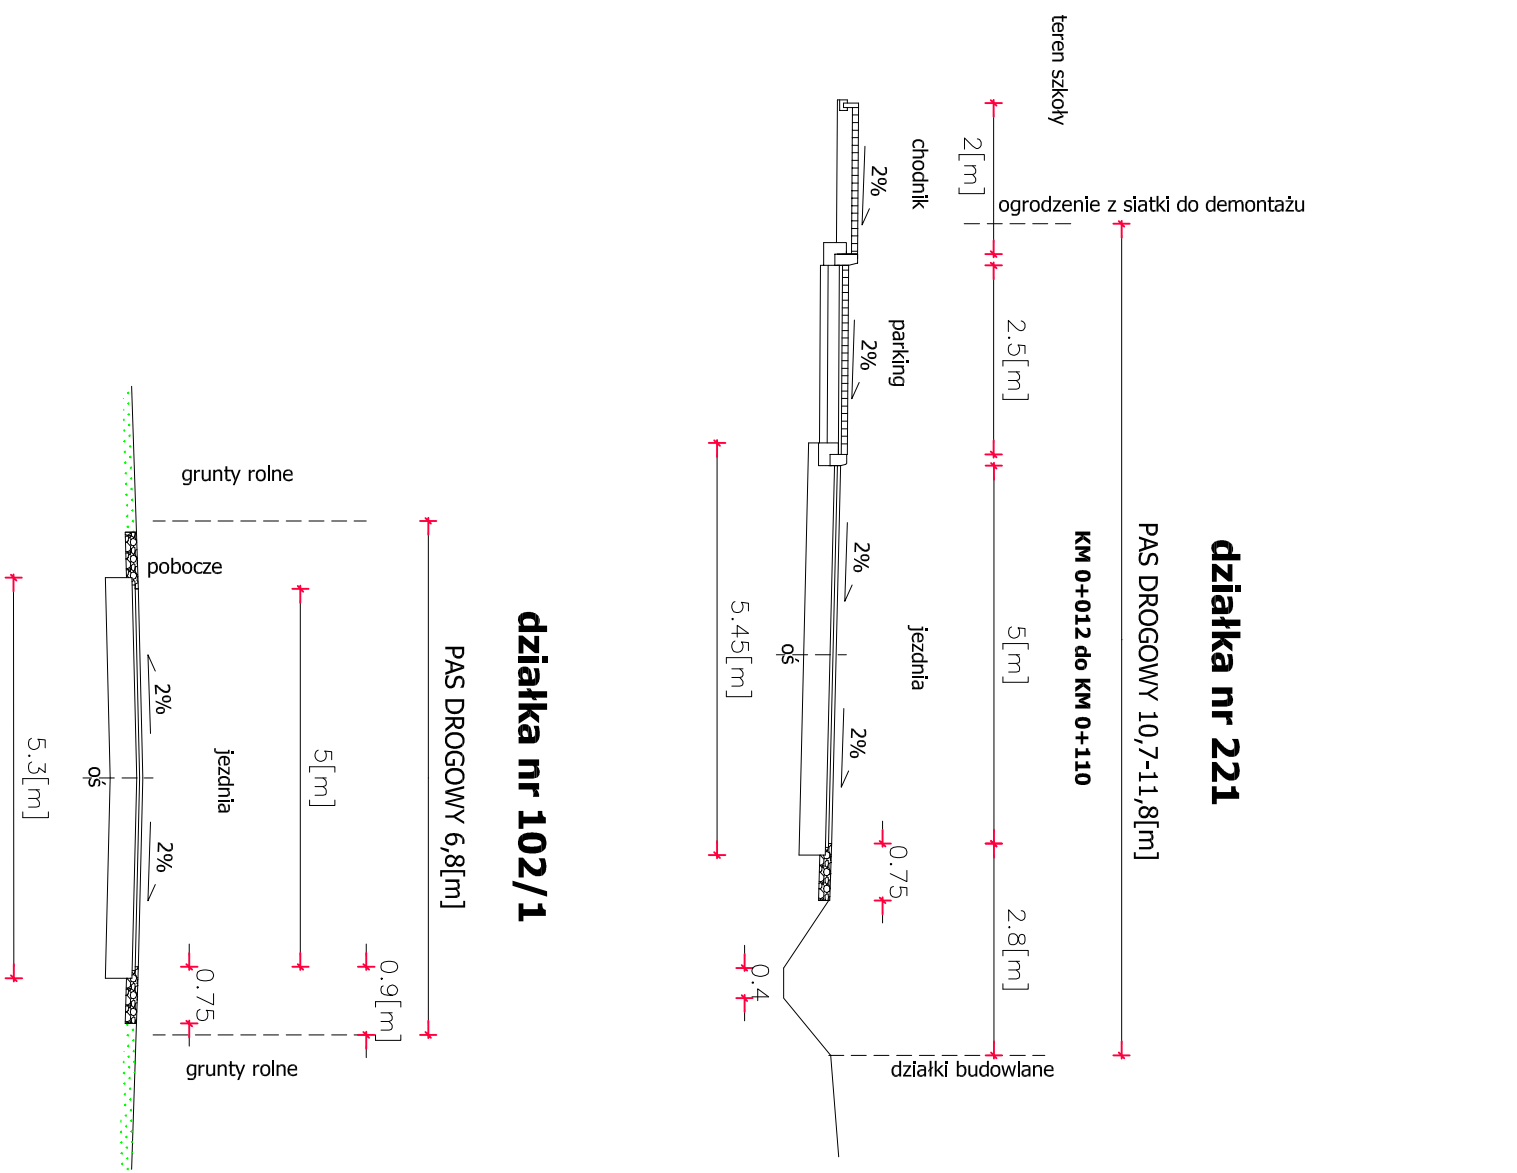 działka nr 221
PAS DROGOWY 10,7-11,8[m]
KM 0+012 do KM 0+110
teren szkoły
ogrodzenie z siatki do demontażu
2[m]
2.5[m]
5[m]
2.8[m]
chodnik
parking
jezdnia
0.75
2%
2%
2%
2%
oś
5.45[m]
0.4
działki budowlane
działka nr 102/1
PAS DROGOWY 6,8[m]
grunty rolne
5[m]
0.9[m]
pobocze
jezdnia
0.75
2%
2%
oś
5.3[m]
grunty rolne